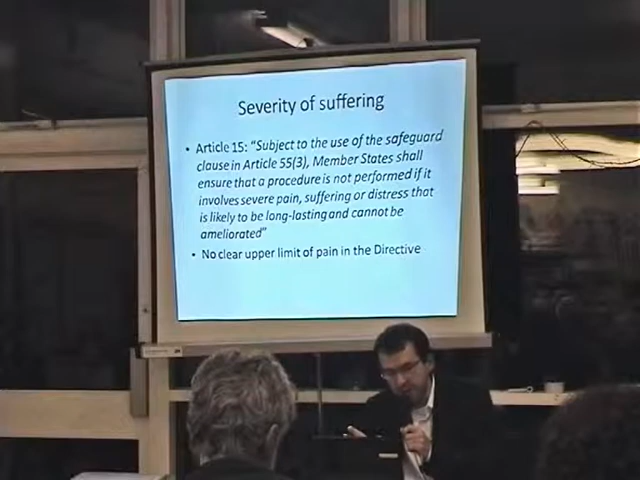 Severity of suffering
• Article 15: "Subject to the use of the safeguard
clause in Article 55(3), Member States shall
ensure that a procedure is not performed if it
involves severe pain, suffering or distress that
is likely to be long-lasting and cannot be
ameliorated"
• No clear upper limit of pain in the Directive